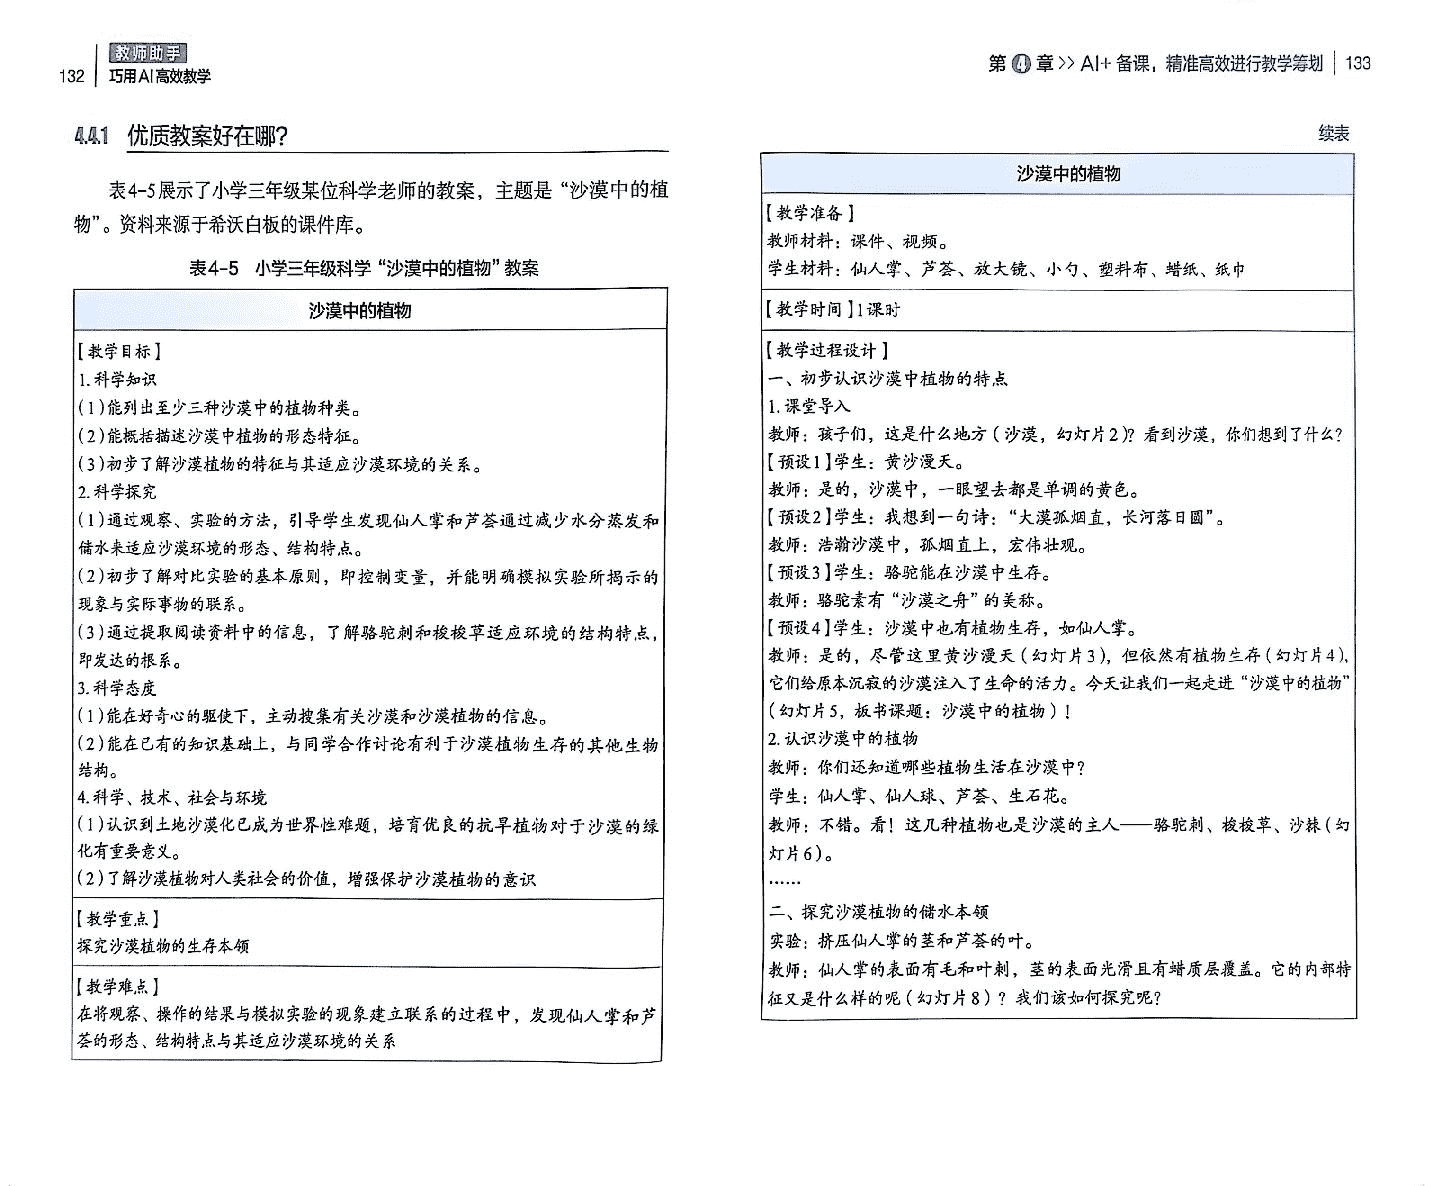 132
教师助手
巧用AI高效教学
4.4.1 优质教案好在哪？
表4-5展示了小学三年级某位科学老师的教案，主题是“沙漠中的植
物”。资料来源于希沃白板的课件库。
表4-5 小学三年级科学“沙漠中的植物”教案
沙漠中的植物
【教学目标】
1.科学知识
(1)能列出至少三种沙漠中的植物种类。
(2)能概括描述沙漠中植物的形态特征。
(3)初步了解沙漠植物的特征与其适应沙漠环境的关系。
2.科学探究
(1)通过观察、实验的方法，引导学生发现仙人掌和芦荟通过减少水分蒸发和
储水来适应沙漠环境的形态、结构特点。
(2)初步了解对比实验的基本原则，即控制变量，并能明确模拟实验所揭示的
现象与实际事物的联系。
(3)通过提取阅读资料中的信息，了解骆驼刺和梭梭草适应环境的结构特点，
即发达的根系。
3.科学态度
(1)能在好奇心的驱使下，主动搜集有关沙漠和沙漠植物的信息。
(2)能在已有的知识基础上，与同学合作讨论有利于沙漠植物生存的其他生物
结构。
4.科学、技术、社会与环境
(1)认识到土地沙漠化已成为世界性难题，培育优良的抗旱植物对于沙漠的绿
化有重要意义。
(2)了解沙漠植物对人类社会的价值，增强保护沙漠植物的意识
【教学重点】
探究沙漠植物的生存本领
【教学难点】
在将观察、操作的结果与模拟实验的现象建立联系的过程中，发现仙人掌和芦
荟的形态、结构特点与其适应沙漠环境的关系
第4章>>AI+备课，精准高效进行教学筹划 133
续表
沙漠中的植物
【教学准备】
教师材料：课件、视频。
学生材料：仙人掌、芦荟、放大镜、小勺、塑料布、蜡纸、纸巾
【教学时间】1课时
【教学过程设计】
一、初步认识沙漠中植物的特点
1.课堂导入
教师：孩子们，这是什么地方(沙漠，幻灯片2)？看到沙漠，你们想到了什么？
【预设1】学生：黄沙漫天。
教师：是的，沙漠中，一眼望去都是单调的黄色。
【预设2】学生：我想到一句诗：“大漠孤烟直，长河落日圆”。
教师：浩瀚沙漠中，孤烟直上，宏伟壮观。
【预设3】学生：骆驼能在沙漠中生存。
教师：骆驼素有“沙漠之舟”的美称。
【预设4】学生：沙漠中也有植物生存，如仙人掌。
教师：是的，尽管这里黄沙漫天(幻灯片3)，但依然有植物生存(幻灯片4)，
它们给原本沉寂的沙漠注入了生命的活力。今天让我们一起走进“沙漠中的植物”
(幻灯片5，板书课题：沙漠中的植物)！
2.认识沙漠中的植物
教师：你们还知道哪些植物生活在沙漠中？
学生：仙人掌、仙人球、芦荟、生石花。
教师：不错。看！这几种植物也是沙漠的主人——骆驼刺、梭梭草、沙棘(幻
灯片6)。
……
二、探究沙漠植物的储水本领
实验：挤压仙人掌的茎和芦荟的叶。
教师：仙人掌的表面有毛和叶刺，茎的表面光滑且有蜡质层覆盖。它的内部特
征又是什么样的呢(幻灯片8)？我们该如何探究呢？